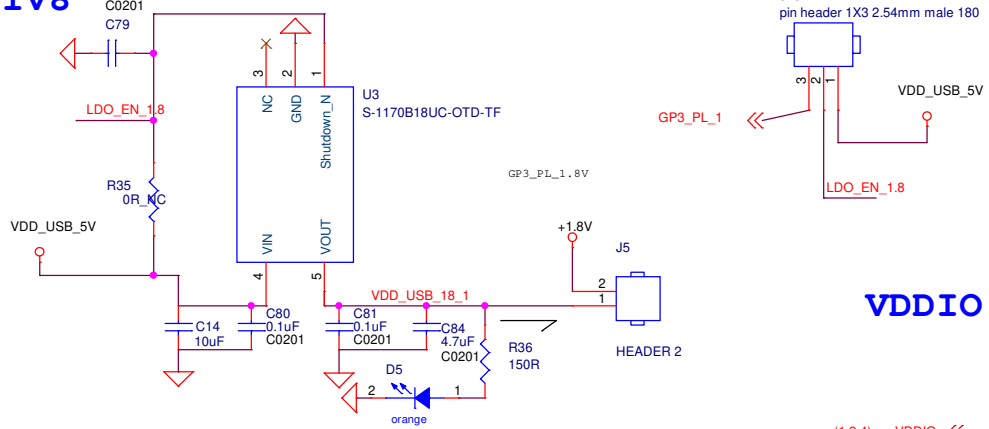 1V8
C0201
C79
pin header 1X3 2.54mm male 180
3
2
1
VDD_USB_5V
GP3_PL_1
LDO_EN_1.8
LDO_EN_1.8
3
2
1
NC
GND
Shutdown_N
U3
S-1170B18UC-OTD-TF
GP3_PL_1.8V
R35
0R_NC
VDD_USB_5V
VIN
VOUT
4
5
+1.8V
J5
2
1
HEADER 2
VDD_USB_18_1
VDDIO
C14
10uF
C80
0.1uF
C0201
C81
0.1uF
C0201
C84
4.7uF
C0201
R36
150R
D5
2
1
orange